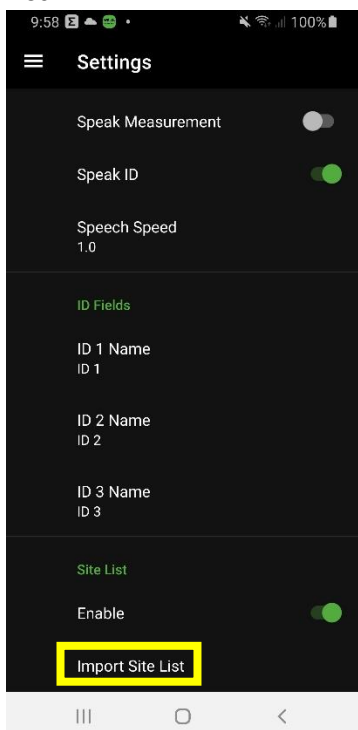 9:58
100%
Settings
Speak Measurement
Speak ID
Speech Speed
1.0
ID Fields
ID 1 Name
ID 1
ID 2 Name
ID 2
ID 3 Name
ID 3
Site List
Enable
Import Site List